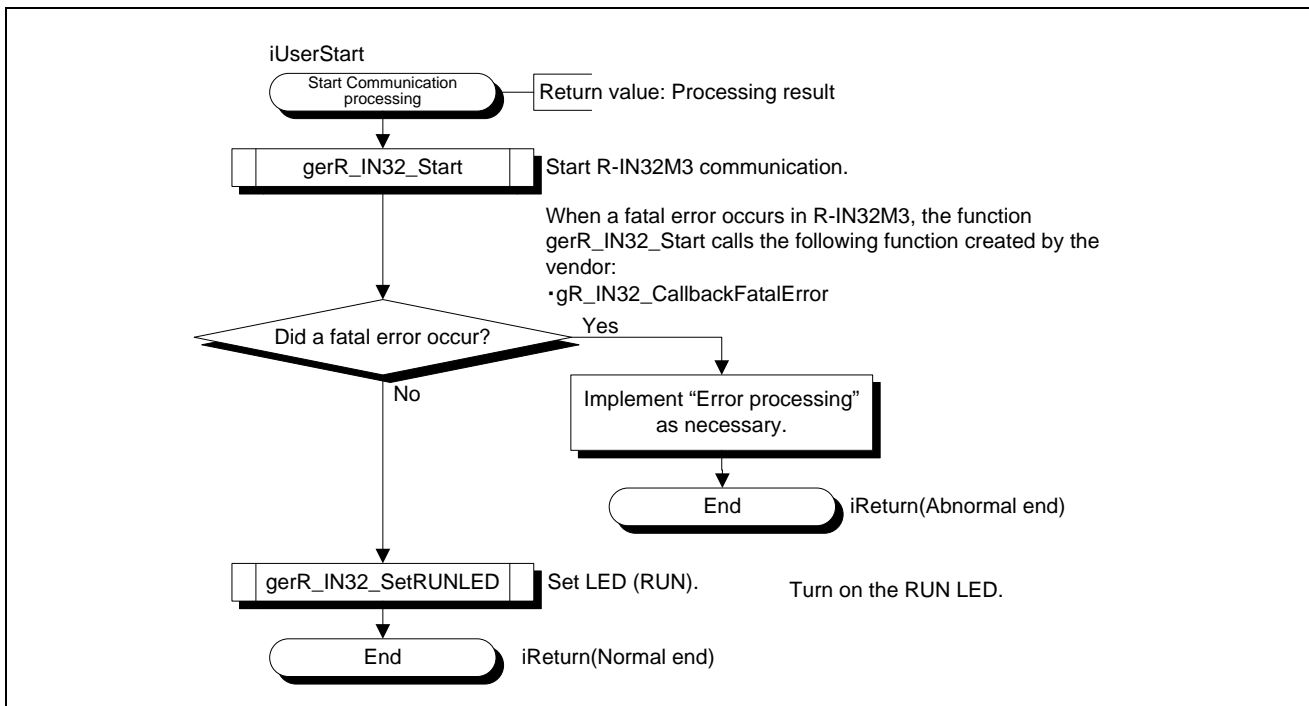 iUserStart
Start Communication
processing
Return value: Processing result
gerR_IN32_Start
Start R-IN32M3 communication.
When a fatal error occurs in R-IN32M3, the function
gerR_IN32_Start calls the following function created by the
vendor:
・gR_IN32_CallbackFatalError
Did a fatal error occur?
Yes
No
Implement “Error processing”
as necessary.
End
iReturn(Abnormal end)
gerR_IN32_SetRUNLED
Set LED (RUN).
Turn on the RUN LED.
End
iReturn(Normal end)